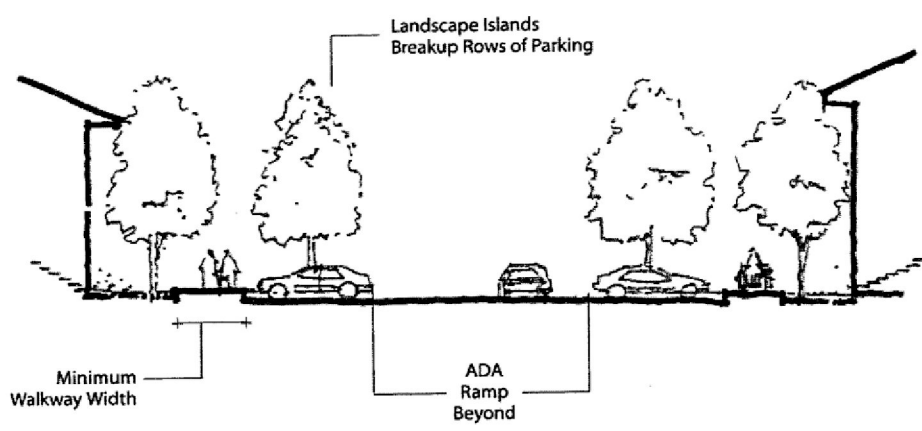 Landscape Islands
Breakup Rows of Parking
Minimum
Walkway Width
ADA
Ramp
Beyond